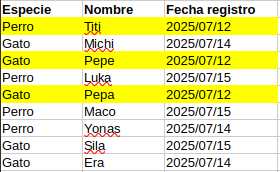 Especie Nombre Fecha registro
Perro Titi 2025/07/12
Gato Michi 2025/07/14
Gato Pepe 2025/07/12
Perro Luka 2025/07/15
Gato Pepa 2025/07/12
Perro Maco 2025/07/15
Perro Yonas 2025/07/14
Gato Sila 2025/07/15
Gato Era 2025/07/14